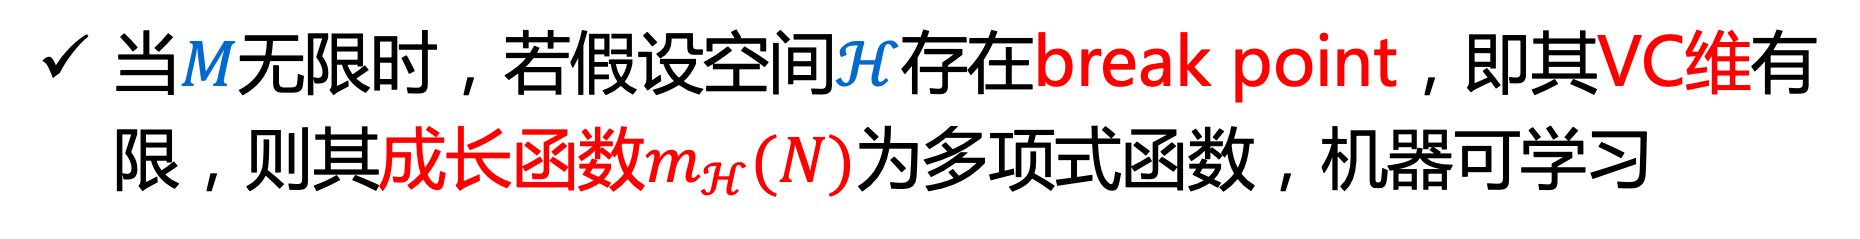 ✓ 当M无限时，若假设空间ℋ存在break point，即其VC维有
限，则其成长函数m_ℋ(N)为多项式函数，机器可学习